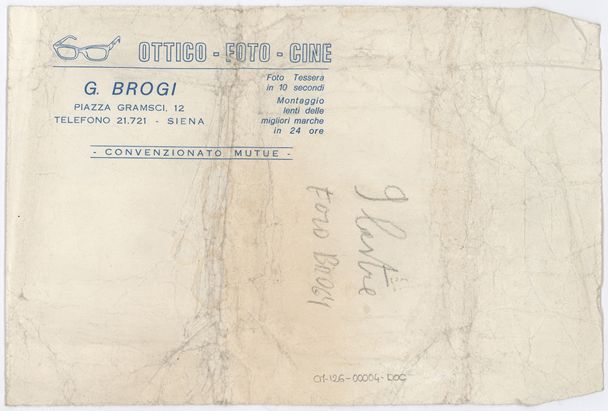 OTTICO - FOTO - CINE
G. BROGI
PIAZZA GRAMSCI, 12
TELEFONO 21.721 - SIENA
Foto Tessera
in 10 secondi
Montaggio
lenti delle
migliori marche
in 24 ore
- CONVENZIONATO MUTUE -
9 lastre
FOTO BROGI
01-126-00004-DOC